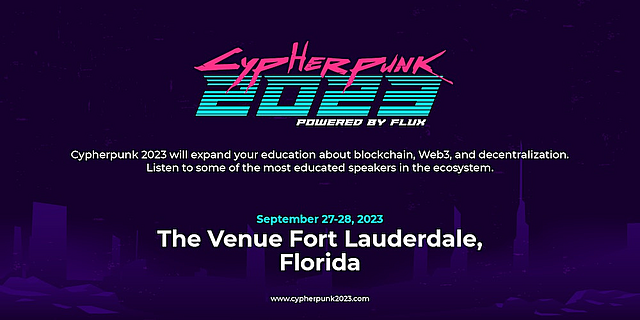 Cypherpunk
2023
POWERED BY FLUX
Cypherpunk 2023 will expand your education about blockchain, Web3, and decentralization.
Listen to some of the most educated speakers in the ecosystem.
September 27-28, 2023
The Venue Fort Lauderdale,
Florida
www.cypherpunk2023.com